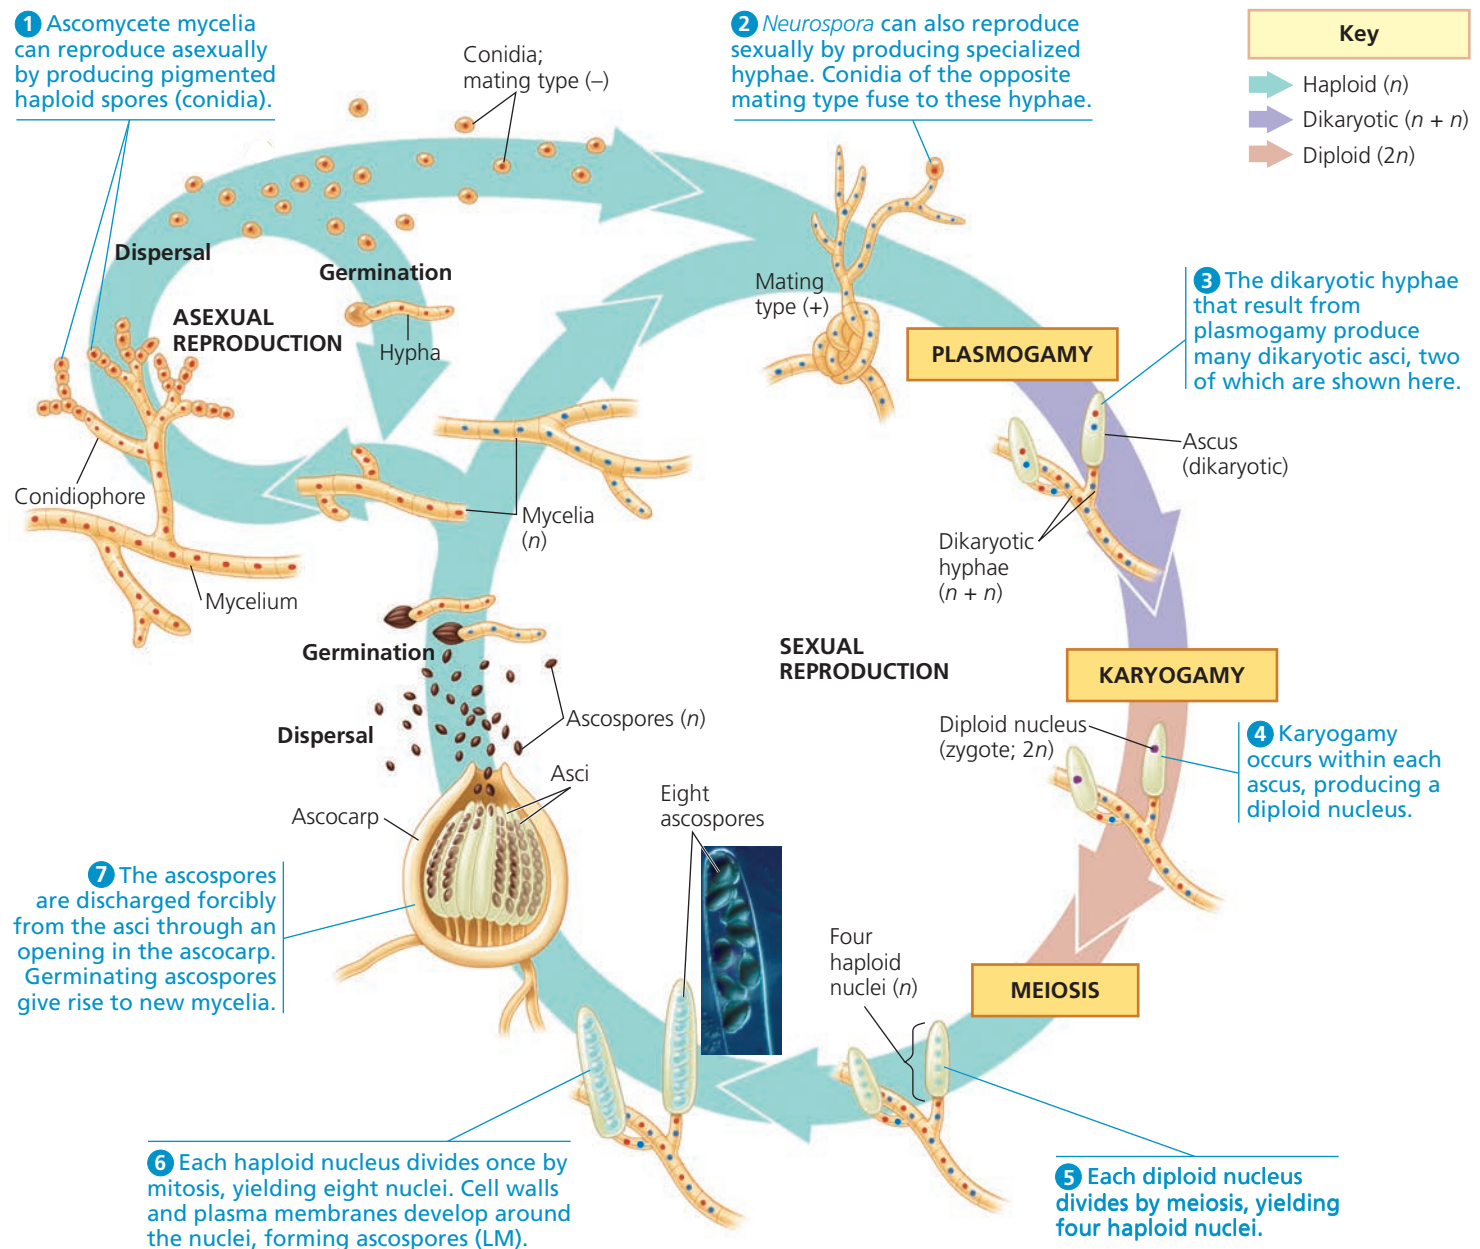 1 Ascomycete mycelia
can reproduce asexually
by producing pigmented
haploid spores (conidia).
Conidia;
mating type (–)
2 Neurospora can also reproduce
sexually by producing specialized
hyphae. Conidia of the opposite
mating type fuse to these hyphae.
Key
Haploid (n)
Dikaryotic (n + n)
Diploid (2n)
Dispersal
Germination
ASEXUAL
REPRODUCTION
Hypha
Mating
type (+)
PLASMOGAMY
3 The dikaryotic hyphae
that result from
plasmogamy produce
many dikaryotic asci, two
of which are shown here.
Ascus
(dikaryotic)
Conidiophore
Mycelia
(n)
Mycelium
Dikaryotic
hyphae
(n + n)
Germination
SEXUAL
REPRODUCTION
KARYOGAMY
Dispersal
Ascospores (n)
Diploid nucleus
(zygote; 2n)
4 Karyogamy
occurs within each
ascus, producing a
diploid nucleus.
Asci
Ascocarp
Eight
ascospores
7 The ascospores
are discharged forcibly
from the asci through an
opening in the ascocarp.
Germinating ascospores
give rise to new mycelia.
Four
haploid
nuclei (n)
MEIOSIS
6 Each haploid nucleus divides once by
mitosis, yielding eight nuclei. Cell walls
and plasma membranes develop around
the nuclei, forming ascospores (LM).
5 Each diploid nucleus
divides by meiosis, yielding
four haploid nuclei.